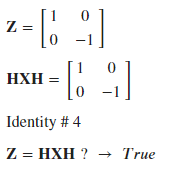 Z = [ 1 0
0 −1 ]
HXH = [ 1 0
0 −1 ]
Identity # 4
Z = HXH ? → True